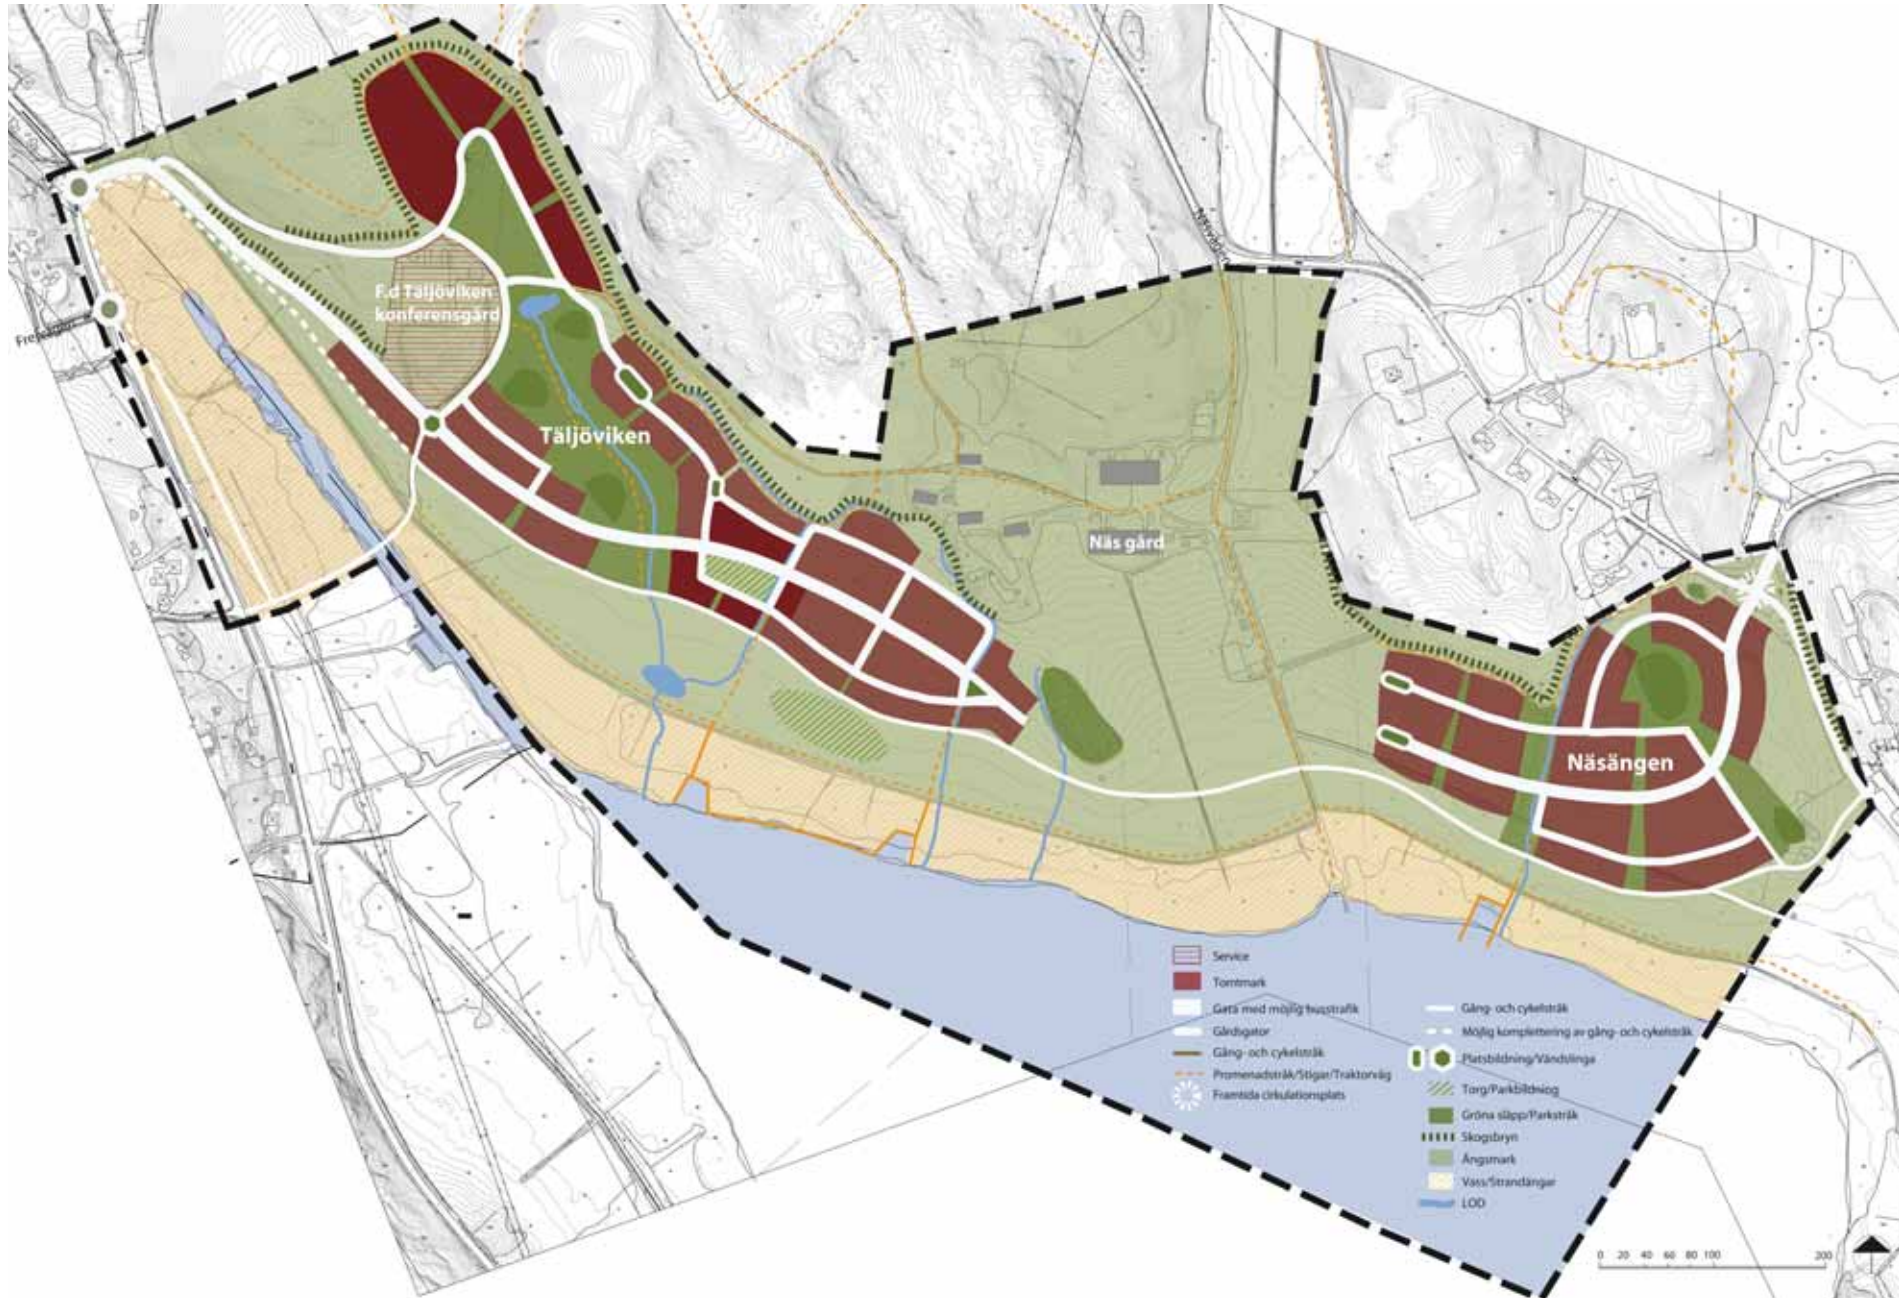 Näsvägen
F.d Täljöviken
konferensgård
Täljöviken
Näs gård
Näsängen
Service
Tomtmark
Gata med möjlig busstrafik
Gårdsgator
Gång- och cykelstråk
Promenadstråk/Stigar/Traktorväg
Framtida cirkulationsplats
Gång- och cykelstråk
Möjlig komplettering av gång- och cykelstråk
Platsbildning/Vändslinga
Torg/Parkbildning
Gröna släpp/Parkstråk
Skogsbryn
Ängsmark
Vass/Strandängar
LOD
0 20 40 60 80 100 200